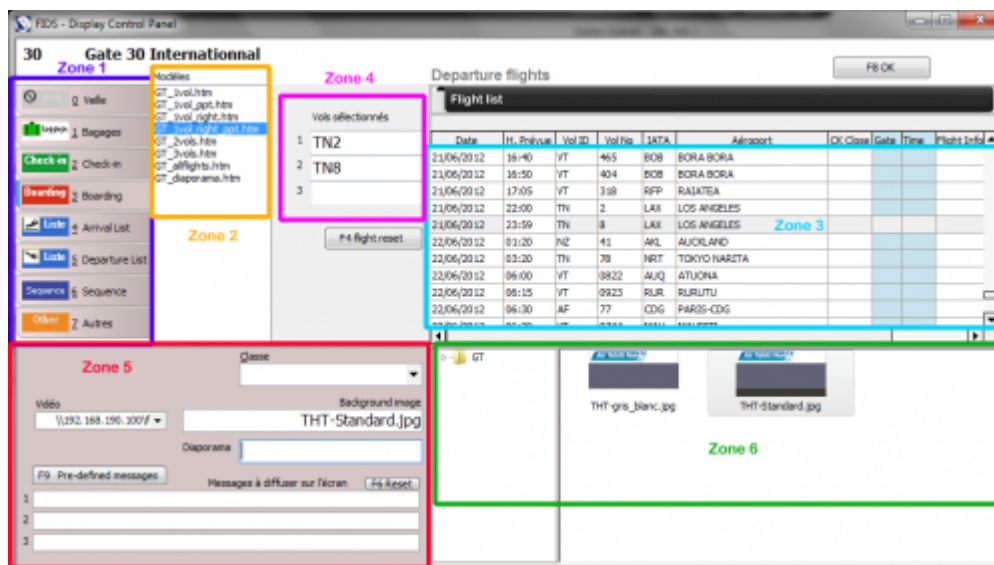 FIDS - Display Control Panel
30 Gate 30 Internationnal
Zone 1
Modèles
Zone 4
Departure flights
F8 OK
0 Veille
1 Bagages
Check-in 2 Check-in
Boarding 3 Boarding
Liste 4 Arrival List
Liste 5 Departure List
Sequence 6 Sequence
Other 7 Autres
GT_1vol.htm
GT_1vol_ppt.htm
GT_1vol_right.htm
GT_1vol_right_ppt.htm
GT_2vols.htm
GT_3vols.htm
GT_allflights.htm
GT_diaporama.htm
Zone 2
Vols sélectionnés
1 TN2
2 TN8
3
F4 flight reset
Flight list
Date H. Prévue Vol ID Vol No IATA Aéroport CK Close Gate Time Flight Info
21/06/2012 16:40 VT 465 BOB BORA BORA
21/06/2012 16:50 VT 404 BOB BORA BORA
21/06/2012 17:05 VT 318 RFP RAIATEA
21/06/2012 22:00 TN 2 LAX LOS ANGELES
21/06/2012 23:59 TN 8 LAX LOS ANGELES
Zone 3
22/06/2012 01:20 NZ 41 AKL AUCKLAND
22/06/2012 03:20 TN 78 NRT TOKYO NARITA
22/06/2012 06:00 VT 0822 AUQ ATUONA
22/06/2012 06:15 VT 0923 RUR RURUTU
22/06/2012 06:30 AF 77 CDG PARIS-CDG
Zone 5
Classe
Vidéo
\\192.168.190.100\f
Background image
THT-Standard.jpg
Diaporama
F9 Pre-defined messages
Messages à diffuser sur l'écran
F6 Reset
1
2
3
GT
THT-gris_blanc.jpg
THT-Standard.jpg
Zone 6